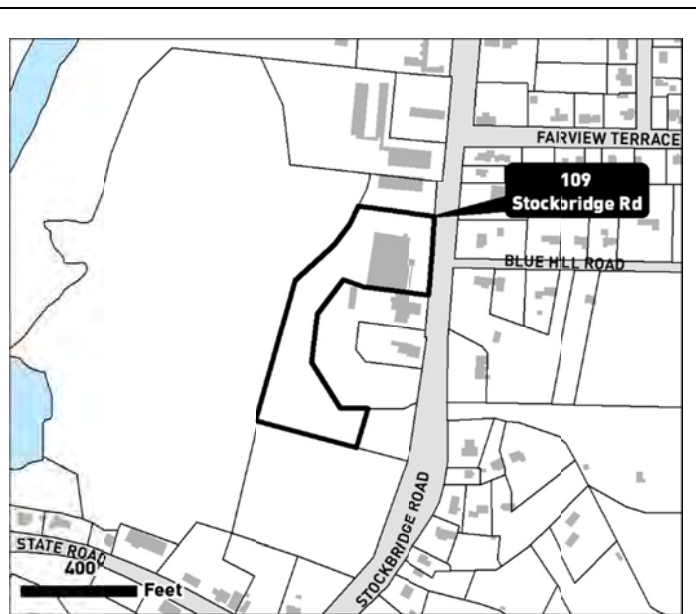 FAIRVIEW TERRACE
109
Stockbridge Rd
BLUE HILL ROAD
STOCKBRIDGE ROAD
STATE ROAD
400
Feet